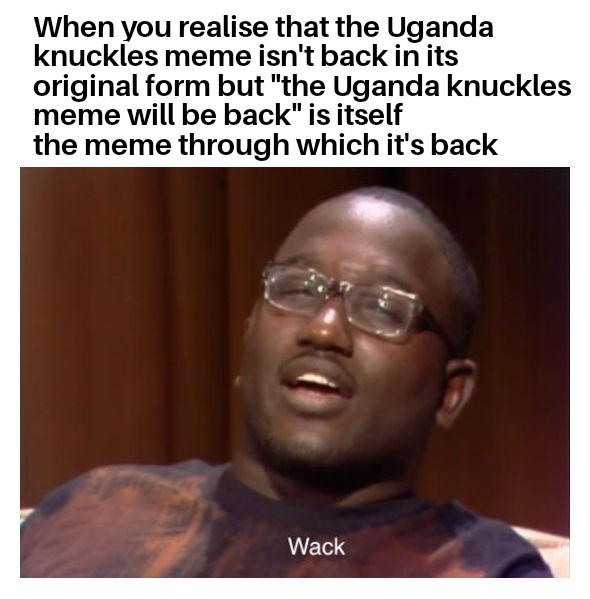 When you realise that the Uganda
knuckles meme isn't back in its
original form but "the Uganda knuckles
meme will be back" is itself
the meme through which it's back
Wack